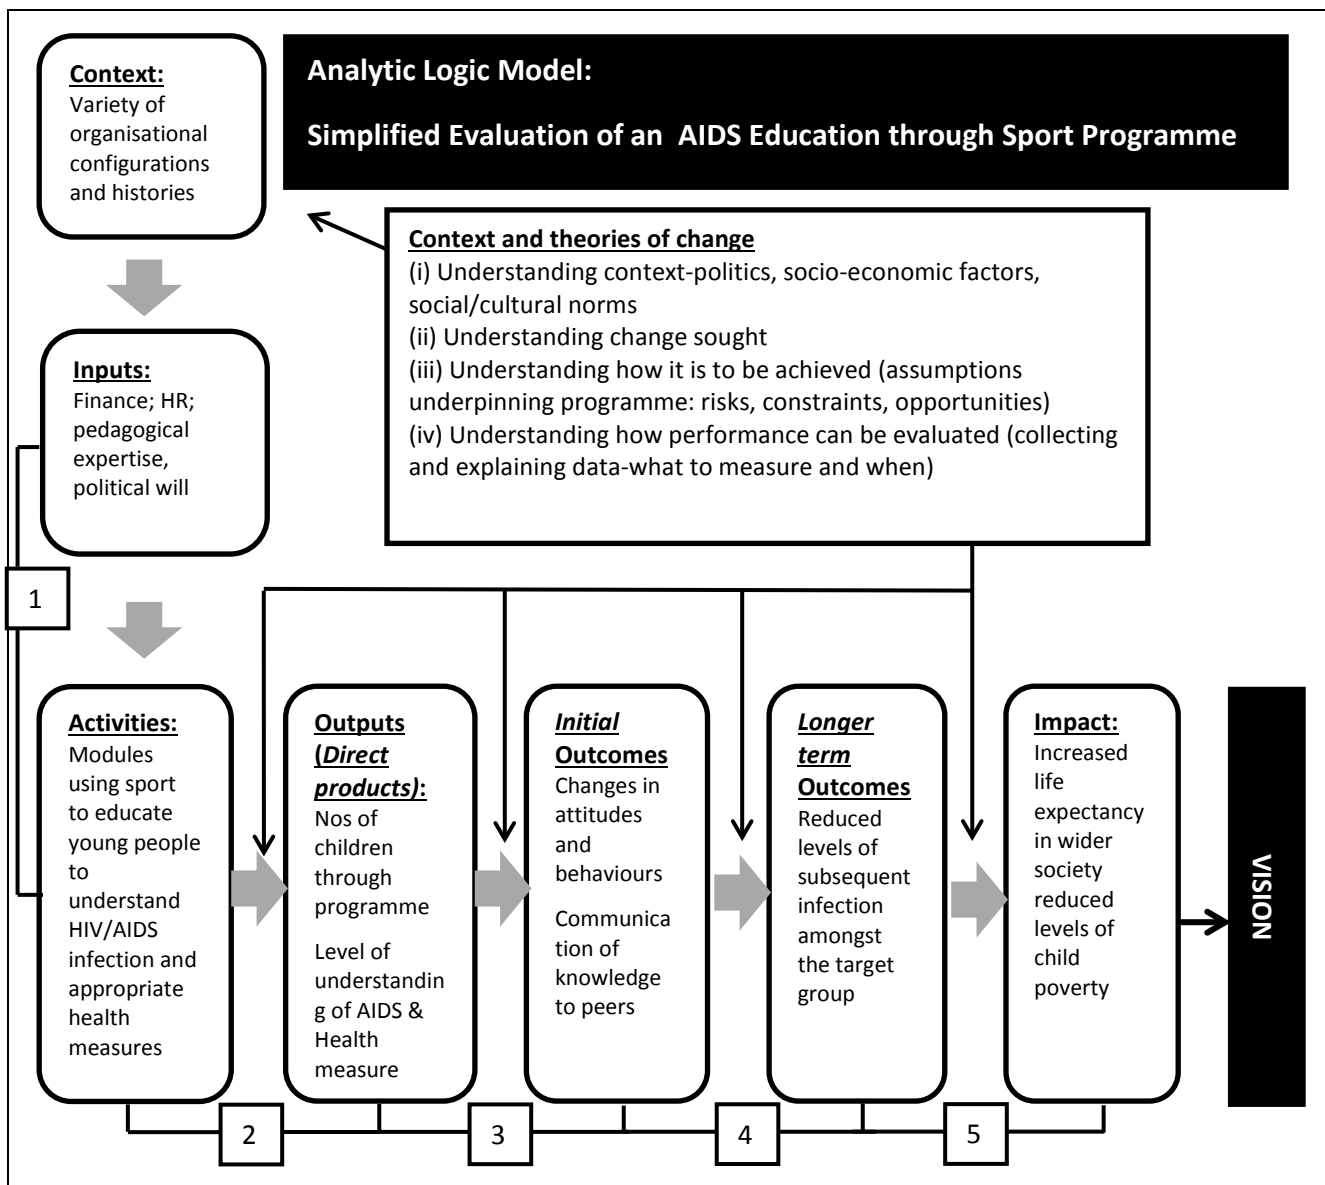 Context:
Variety of
organisational
configurations
and histories
Analytic Logic Model:
Simplified Evaluation of an AIDS Education through Sport Programme
Context and theories of change
(i) Understanding context-politics, socio-economic factors,
social/cultural norms
(ii) Understanding change sought
(iii) Understanding how it is to be achieved (assumptions
underpinning programme: risks, constraints, opportunities)
(iv) Understanding how performance can be evaluated (collecting
and explaining data-what to measure and when)
Inputs:
Finance; HR;
pedagogical
expertise,
political will
1
Activities:
Modules
using sport
to educate
young people
to
understand
HIV/AIDS
infection and
appropriate
health
measures
Outputs
(Direct
products):
Nos of
children
through
programme
Level of
understandin
g of AIDS &
Health
measure
Initial
Outcomes
Changes in
attitudes
and
behaviours
Communica
tion of
knowledge
to peers
Longer
term
Outcomes
Reduced
levels of
subsequent
infection
amongst
the target
group
Impact:
Increased
life
expectancy
in wider
society
reduced
levels of
child
poverty
VISION
2
3
4
5